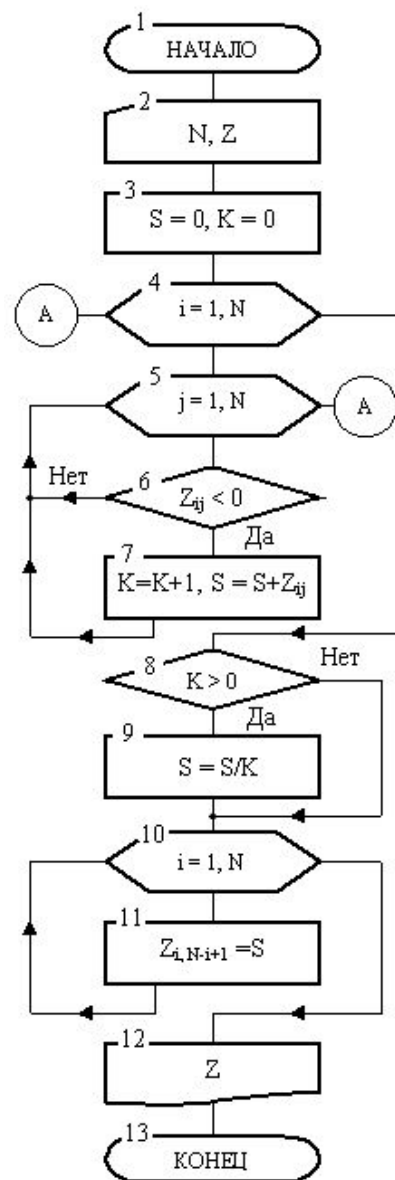 1
НАЧАЛО
2
N, Z
3
S = 0, K = 0
4
A
i = 1, N
5
j = 1, N
A
6
Нет
Zij < 0
Да
7
K=K+1, S = S+Zij
8
Нет
K > 0
Да
9
S = S/K
10
i = 1, N
11
Zi, N-i+1 =S
12
Z
13
КОНЕЦ